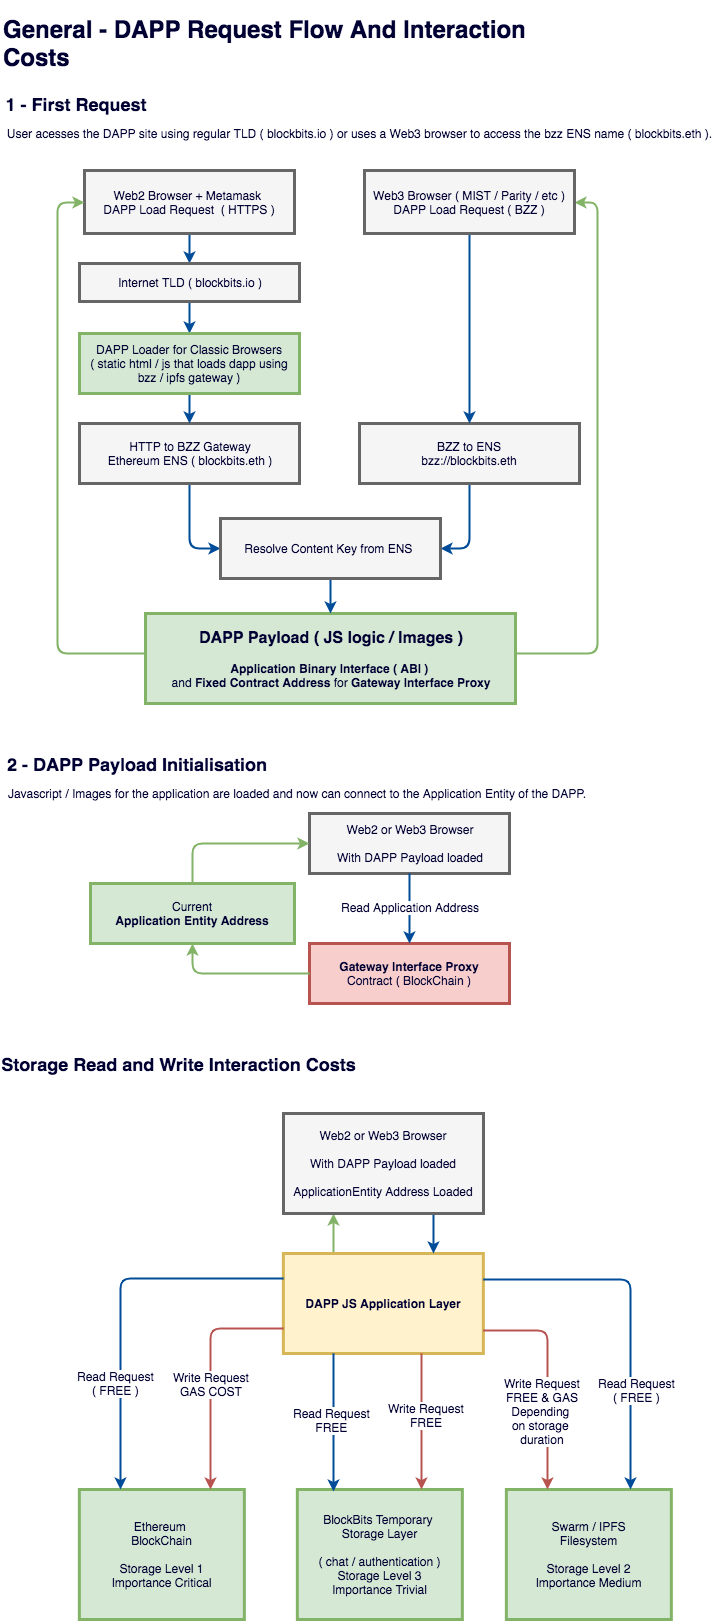 General - DAPP Request Flow And Interaction
Costs
1 - First Request
User acesses the DAPP site using regular TLD ( blockbits.io ) or uses a Web3 browser to access the bzz ENS name ( blockbits.eth ).
Web2 Browser + Metamask
DAPP Load Request ( HTTPS )
Web3 Browser ( MIST / Parity / etc )
DAPP Load Request ( BZZ )
Internet TLD ( blockbits.io )
DAPP Loader for Classic Browsers
( static html / js that loads dapp using
bzz / ipfs gateway )
HTTP to BZZ Gateway
Ethereum ENS ( blockbits.eth )
BZZ to ENS
bzz://blockbits.eth
Resolve Content Key from ENS
DAPP Payload ( JS logic / Images )
Application Binary Interface ( ABI )
and Fixed Contract Address for Gateway Interface Proxy
2 - DAPP Payload Initialisation
Javascript / Images for the application are loaded and now can connect to the Application Entity of the DAPP.
Web2 or Web3 Browser
With DAPP Payload loaded
Current
Application Entity Address
Read Application Address
Gateway Interface Proxy
Contract ( BlockChain )
Storage Read and Write Interaction Costs
Web2 or Web3 Browser
With DAPP Payload loaded
ApplicationEntity Address Loaded
DAPP JS Application Layer
Read Request
( FREE )
Write Request
GAS COST
Read Request
FREE
Write Request
FREE
Write Request
FREE & GAS
Depending
on storage
duration
Read Request
( FREE )
Ethereum
BlockChain
Storage Level 1
Importance Critical
BlockBits Temporary
Storage Layer
( chat / authentication )
Storage Level 3
Importance Trivial
Swarm / IPFS
Filesystem
Storage Level 2
Importance Medium